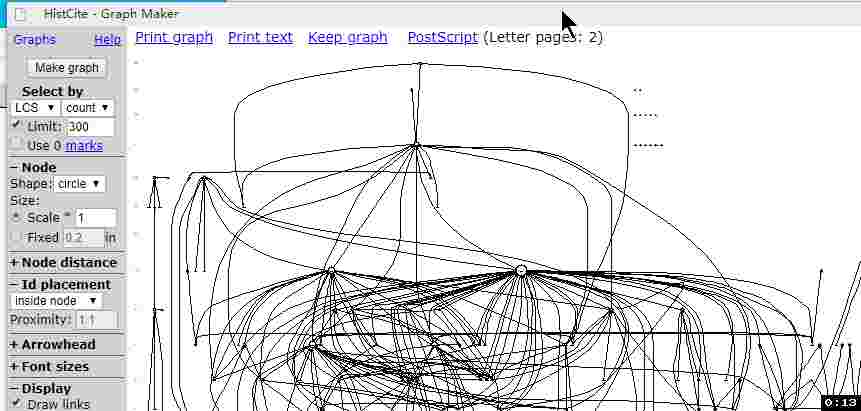 HistCite - Graph Maker
Graphs Help
Print graph Print text Keep graph PostScript (Letter pages: 2)
Make graph
Select by
LCS count
Limit: 300
Use 0 marks
− Node
Shape: circle
Size:
Scale * 1
Fixed 0.2 in
+ Node distance
− Id placement
inside node
Proximity: 1.1
+ Arrowhead
+ Font sizes
− Display
Draw links
0:13